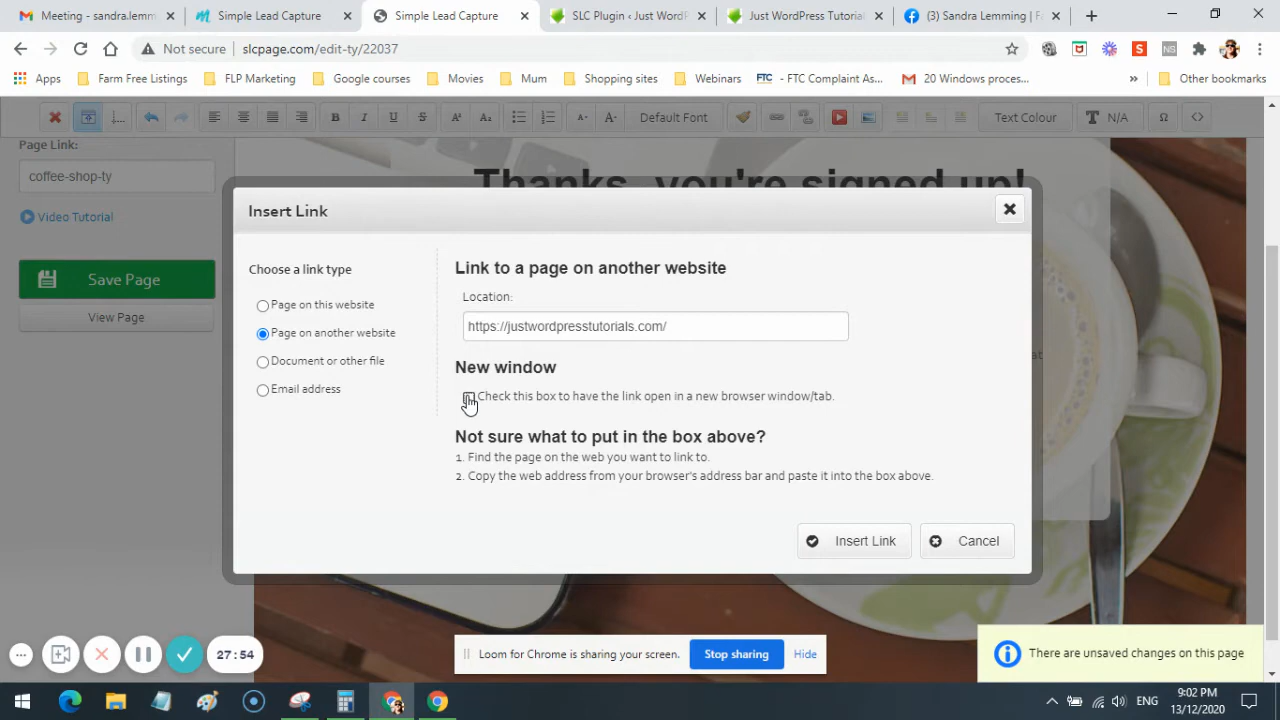 Meeting - sandra.lemm
Simple Lead Capture
Simple Lead Capture
SLC Plugin ‹ Just WordP
Just WordPress Tutoria
(3) Sandra Lemming | Fa
Not secure | slcpage.com/edit-ty/22037
Apps
Farm Free Listings
FLP Marketing
Google courses
Movies
Mum
Shopping sites
Webinars
FTC - FTC Complaint As...
20 Windows proces...
»
Other bookmarks
Default Font
Text Colour
N/A
Page Link:
coffee-shop-ty
Video Tutorial
Save Page
View Page
Thanks, you're signed up!
Insert Link
Choose a link type
Page on this website
Page on another website
Document or other file
Email address
Link to a page on another website
Location:
https://justwordpresstutorials.com/
New window
Check this box to have the link open in a new browser window/tab.
Not sure what to put in the box above?
1. Find the page on the web you want to link to.
2. Copy the web address from your browser's address bar and paste it into the box above.
Insert Link
Cancel
27:54
Loom for Chrome is sharing your screen.
Stop sharing
Hide
There are unsaved changes on this page
ENG
9:02 PM
13/12/2020